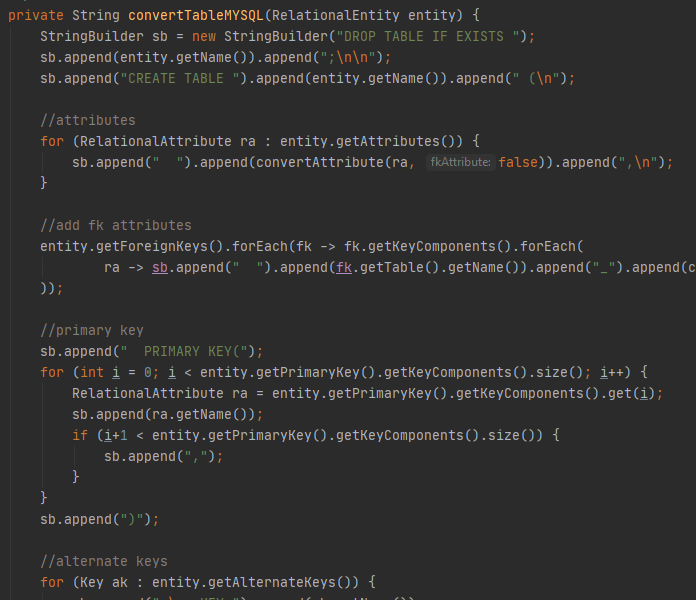 private String convertTableMYSQL(RelationalEntity entity) {
    StringBuilder sb = new StringBuilder("DROP TABLE IF EXISTS ");
    sb.append(entity.getName()).append(";\n\n");
    sb.append("CREATE TABLE ").append(entity.getName()).append(" (\n");
    //attributes
    for (RelationalAttribute ra : entity.getAttributes()) {
        sb.append("  ").append(convertAttribute(ra, fkAttribute: false)).append(",\n");
    }
    //add fk attributes
    entity.getForeignKeys().forEach(fk -> fk.getKeyComponents().forEach(
            ra -> sb.append("  ").append(fk.getTable().getName()).append("_").append(c
    ));
    //primary key
    sb.append("  PRIMARY KEY(");
    for (int i = 0; i < entity.getPrimaryKey().getKeyComponents().size(); i++) {
        RelationalAttribute ra = entity.getPrimaryKey().getKeyComponents().get(i);
        sb.append(ra.getName());
        if (i+1 < entity.getPrimaryKey().getKeyComponents().size()) {
            sb.append(",");
        }
    }
    sb.append(")");
    //alternate keys
    for (Key ak : entity.getAlternateKeys()) {